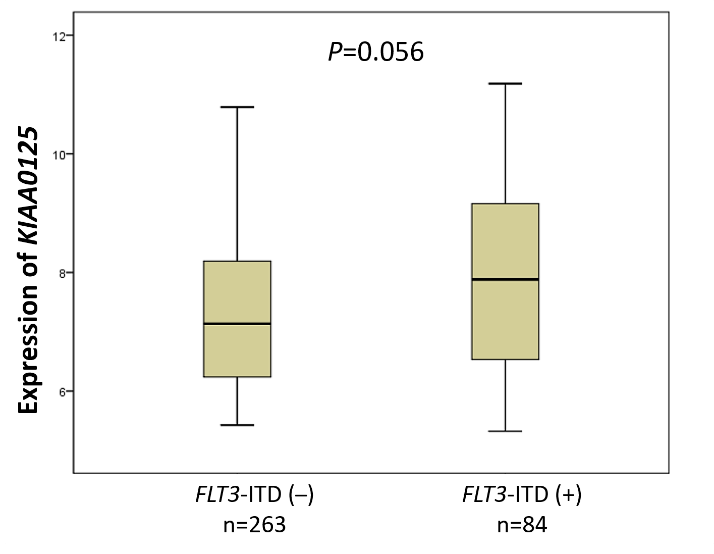 P=0.056
Expression of KIAA0125
12
10
8
6
FLT3-ITD (–)
FLT3-ITD (+)
n=263
n=84